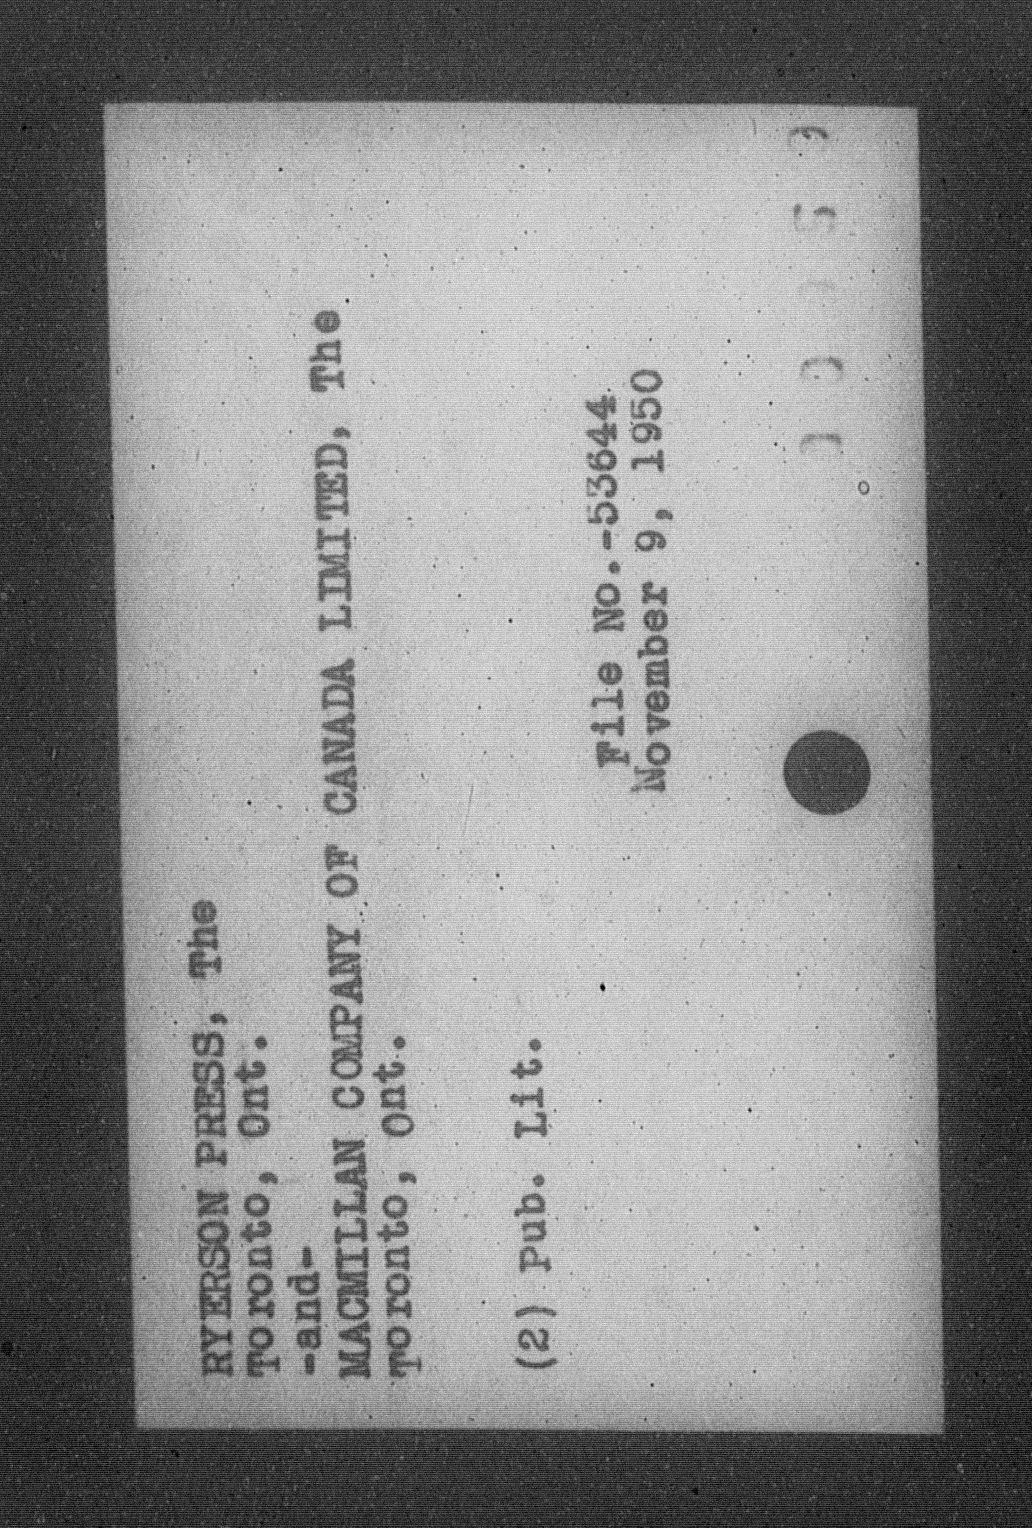 RYERSON PRESS, The
Toronto, Ont.
-and-
MACMILLAN COMPANY OF CANADA LIMITED, The
Toronto, Ont.
(2) Pub. Lit.
File No.-53644
November 9, 1950